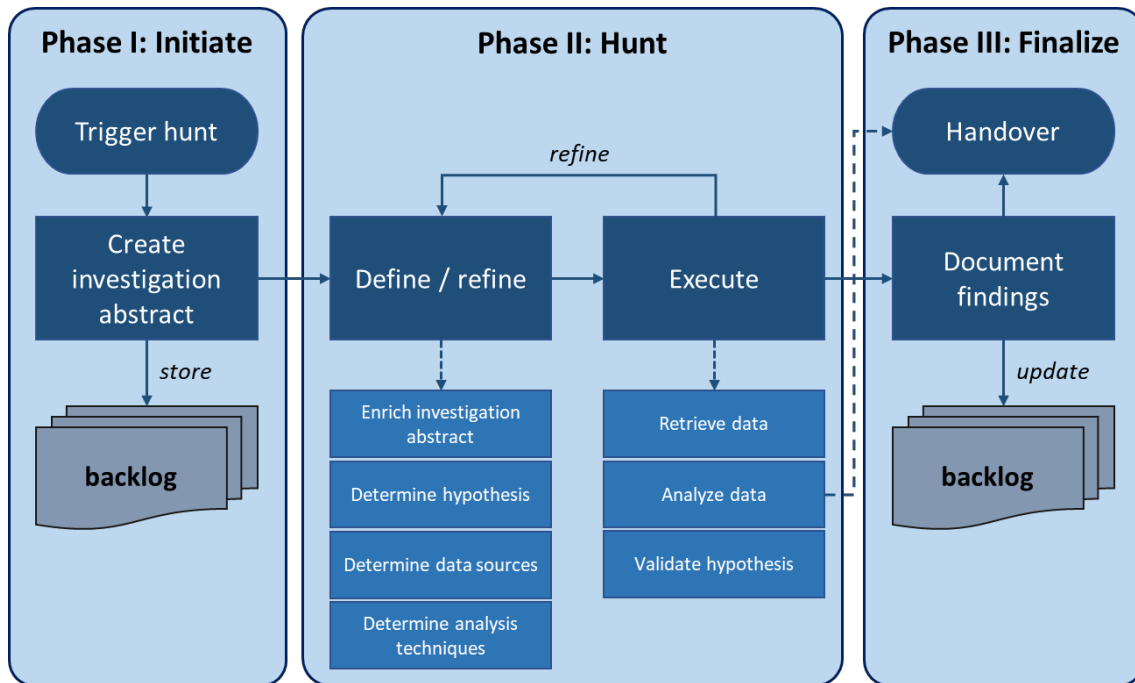 Phase I: Initiate
Trigger hunt
Create
investigation
abstract
store
backlog
Phase II: Hunt
refine
Define / refine
Execute
Enrich investigation
abstract
Determine hypothesis
Determine data sources
Determine analysis
techniques
Retrieve data
Analyze data
Validate hypothesis
Phase III: Finalize
Handover
Document
findings
update
backlog